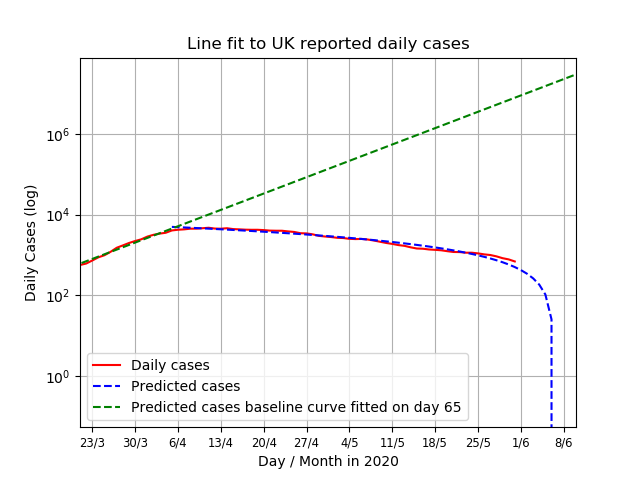 Line fit to UK reported daily cases
Daily Cases (log)
10^6
10^4
10^2
10^0
Daily cases
Predicted cases
Predicted cases baseline curve fitted on day 65
23/3 30/3 6/4 13/4 20/4 27/4 4/5 11/5 18/5 25/5 1/6 8/6
Day / Month in 2020